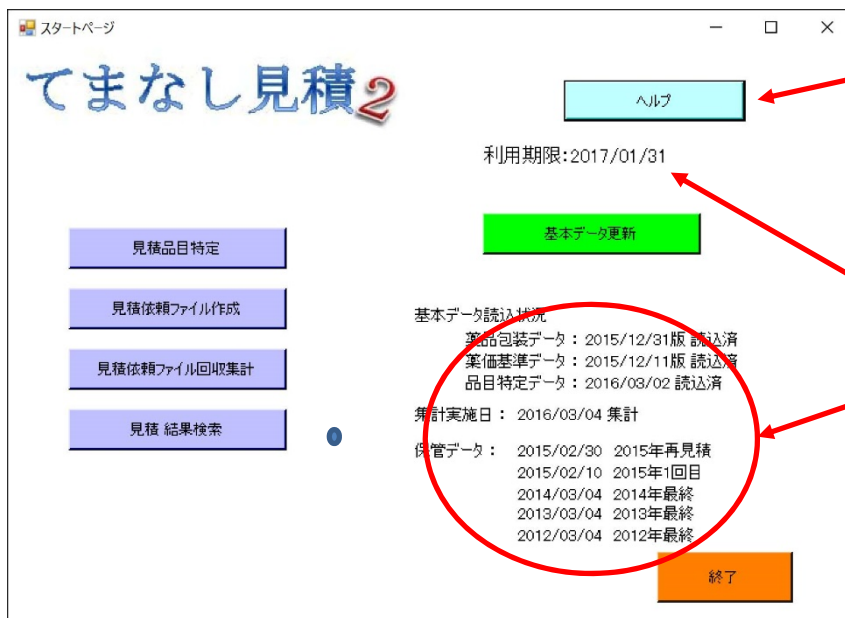 スタートページ
てまなし見積2
ヘルプ
利用期限:2017/01/31
基本データ更新
見積品目特定
見積依頼ファイル作成
見積依頼ファイル回収集計
見積 結果検索
基本データ読込状況
薬品包装データ：2015/12/31版 読込済
薬価基準データ：2015/12/11版 読込済
品目特定データ：2016/03/02 読込済
集計実施日： 2016/03/04 集計
保管データ： 2015/02/30 2015年再見積
2015/02/10 2015年1回目
2014/03/04 2014年最終
2013/03/04 2013年最終
2012/03/04 2012年最終
終了